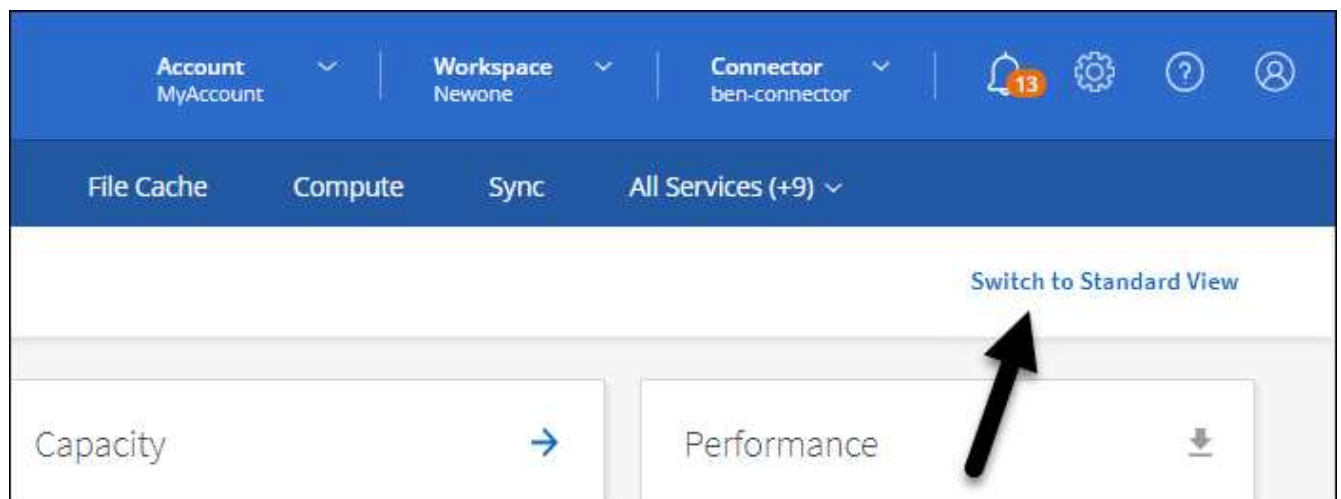 Account Workspace Connector
MyAccount Newone ben-connector
13
File Cache Compute Sync All Services (+9)
Switch to Standard View
Capacity Performance